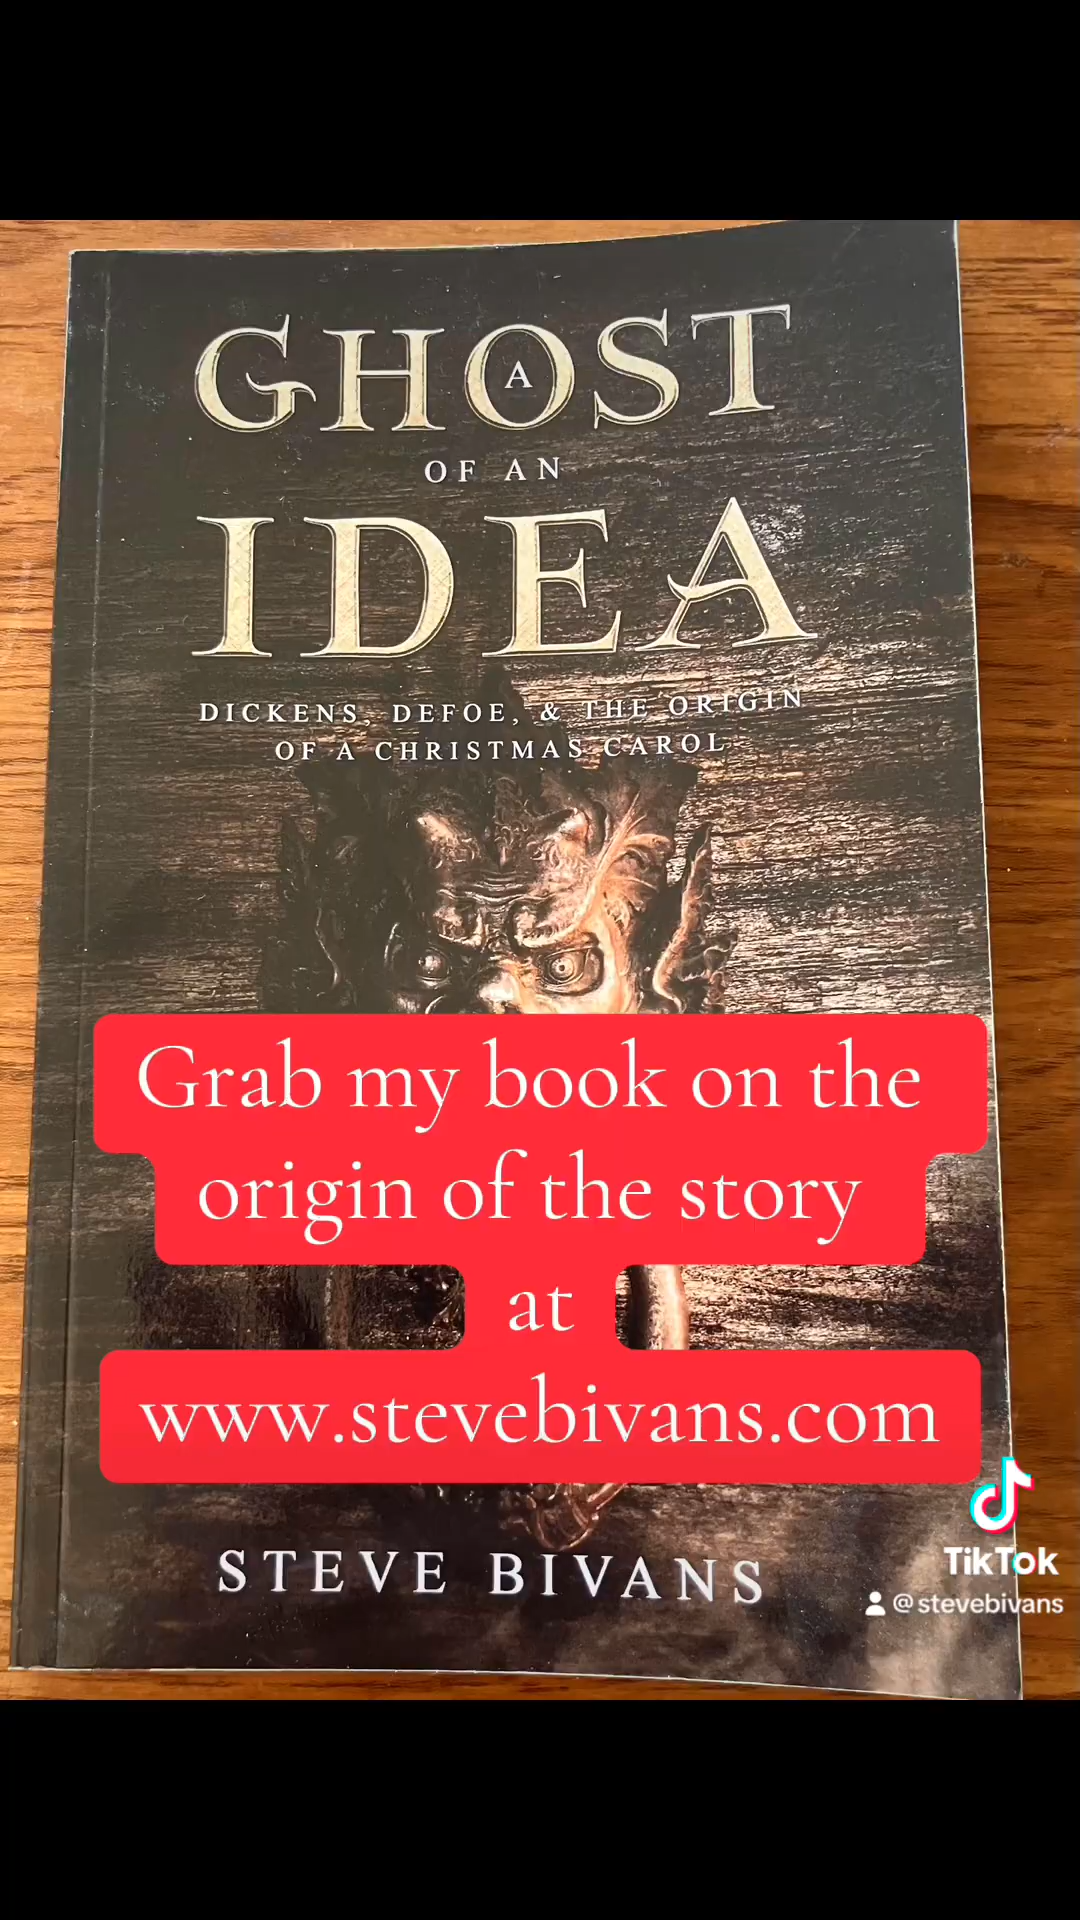 A
GHOST
OF AN
IDEA
DICKENS, DEFOE, & THE ORIGIN
OF A CHRISTMAS CAROL
Grab my book on the
origin of the story
at
www.stevebivans.com
STEVE BIVANS
TikTok
@stevebivans